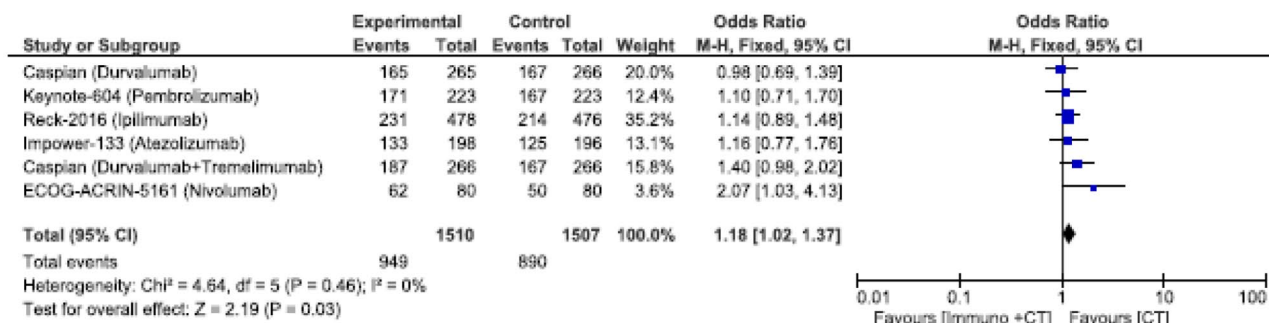 Experimental Control Odds Ratio Odds Ratio
Study or Subgroup Events Total Events Total Weight M-H, Fixed, 95% CI M-H, Fixed, 95% CI
Caspian (Durvalumab) 165 265 167 266 20.0% 0.98 [0.69, 1.39]
Keynote-604 (Pembrolizumab) 171 223 167 223 12.4% 1.10 [0.71, 1.70]
Reck-2016 (Ipilimumab) 231 478 214 476 35.2% 1.14 [0.89, 1.48]
Impower-133 (Atezolizumab) 133 198 125 196 13.1% 1.16 [0.77, 1.76]
Caspian (Durvalumab+Tremelimumab) 187 266 167 266 15.8% 1.40 [0.98, 2.02]
ECOG-ACRIN-5161 (Nivolumab) 62 80 50 80 3.6% 2.07 [1.03, 4.13]
Total (95% CI) 1510 1507 100.0% 1.18 [1.02, 1.37]
Total events 949 890
Heterogeneity: Chi² = 4.64, df = 5 (P = 0.46); I² = 0%
Test for overall effect: Z = 2.19 (P = 0.03)
0.01 0.1 1 10 100
Favours [Immuno +CT] Favours [CT]